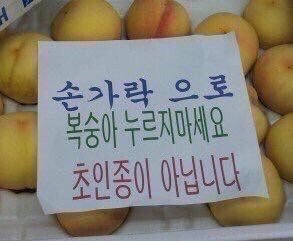 손가락 으로
복숭아 누르지마세요
초인종이 아닙니다